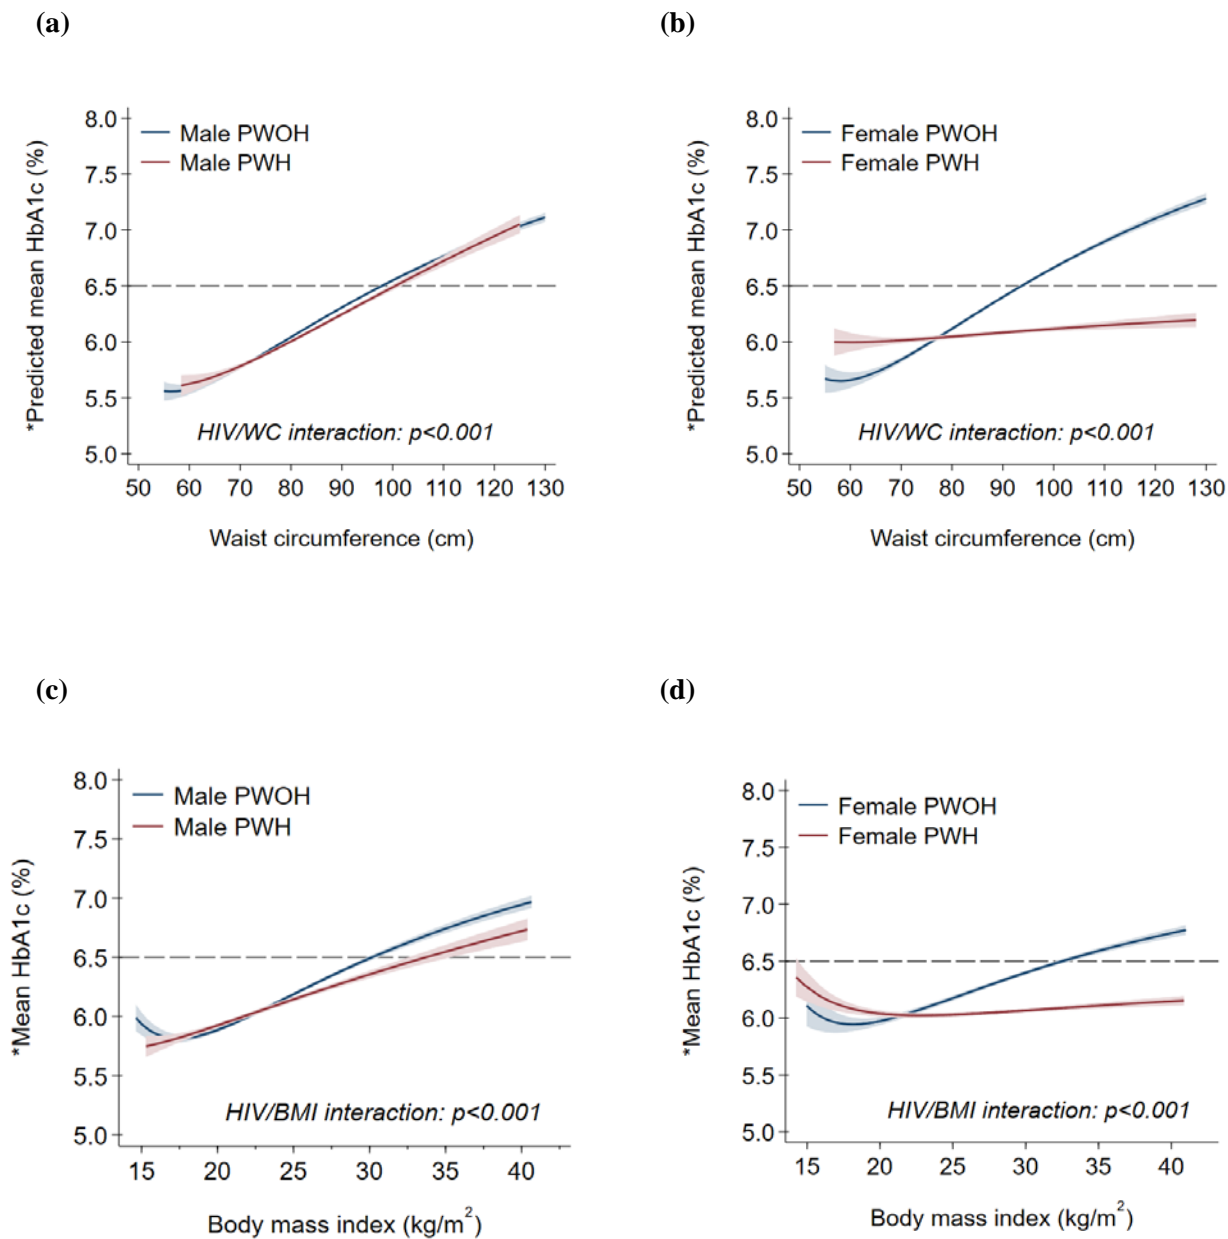 (a)
8.0
7.5
7.0
6.5
6.0
5.5
5.0
*Predicted mean HbA1c (%)
Male PWOH
Male PWH
HIV/WC interaction: p<0.001
50 60 70 80 90 100 110 120 130
Waist circumference (cm)
(b)
8.0
7.5
7.0
6.5
6.0
5.5
5.0
*Predicted mean HbA1c (%)
Female PWOH
Female PWH
HIV/WC interaction: p<0.001
50 60 70 80 90 100 110 120 130
Waist circumference (cm)
(c)
8.0
7.5
7.0
6.5
6.0
5.5
5.0
*Mean HbA1c (%)
Male PWOH
Male PWH
HIV/BMI interaction: p<0.001
15 20 25 30 35 40
Body mass index (kg/m²)
(d)
8.0
7.5
7.0
6.5
6.0
5.5
5.0
*Mean HbA1c (%)
Female PWOH
Female PWH
HIV/BMI interaction: p<0.001
15 20 25 30 35 40
Body mass index (kg/m²)